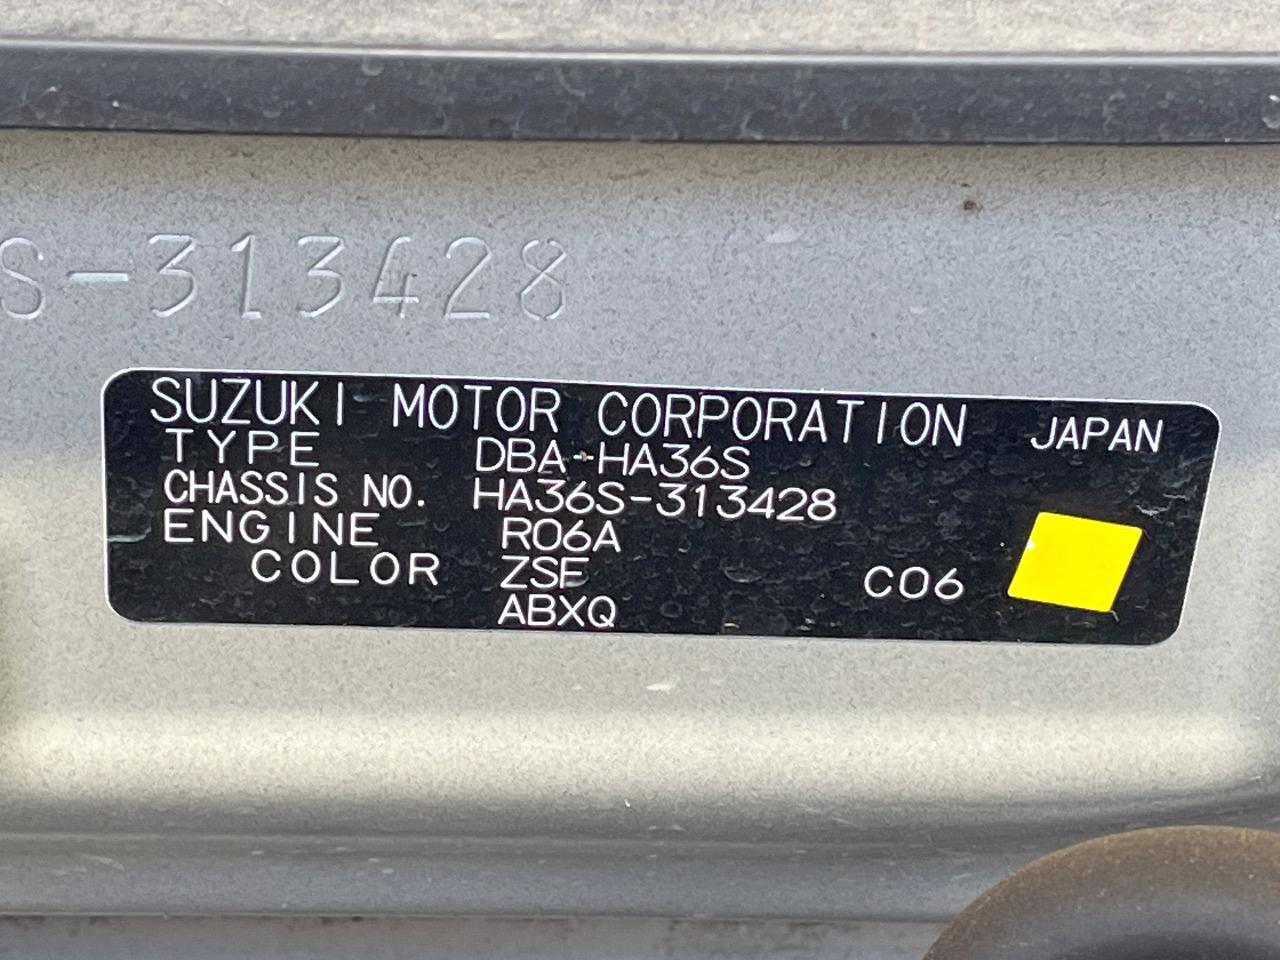 S-313428
SUZUKI MOTOR CORPORATION JAPAN
TYPE DBA-HA36S
CHASSIS NO. HA36S-313428
ENGINE R06A
COLOR ZSF C06
ABXQ